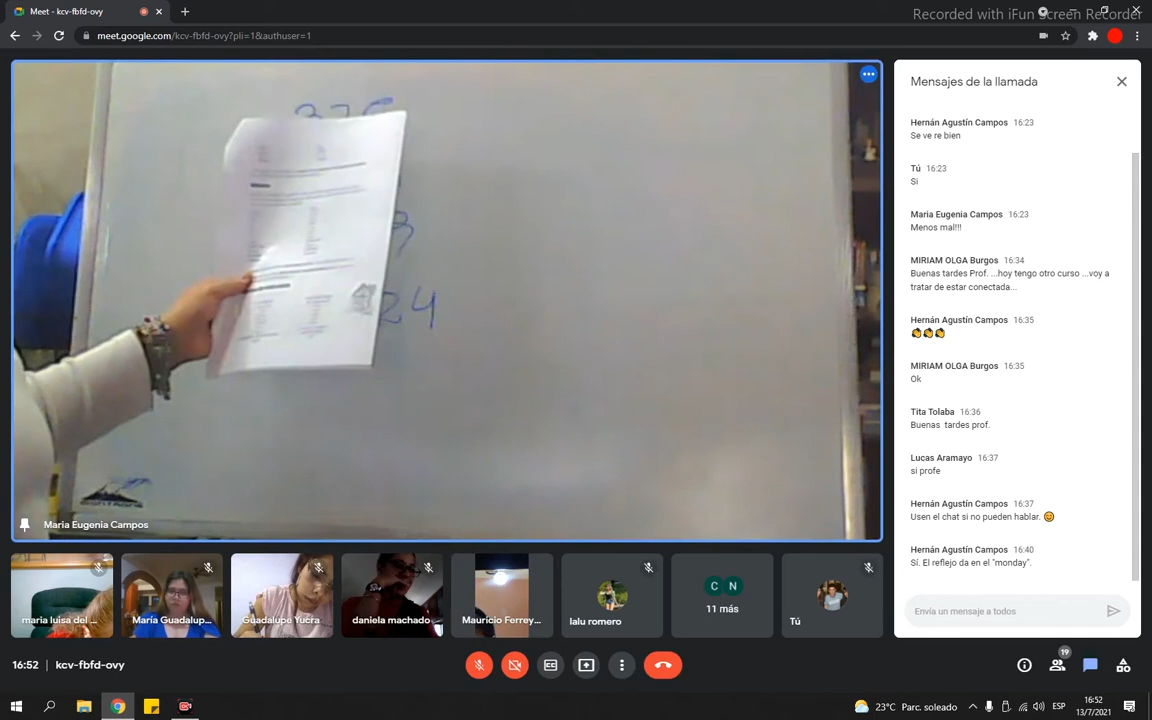 Meet - kcv-fbfd-ovy
Recorded with iFun Screen Recorder
meet.google.com/kcv-fbfd-ovy?pli=1&authuser=1
3
24
Maria Eugenia Campos
maria luisa del ...
María Guadalup...
Guadalupe Yucra
daniela machado
Mauricio Ferrey...
lalu romero
C N
11 más
Tú
Mensajes de la llamada
Hernán Agustín Campos 16:23
Se ve re bien
Tú 16:23
Si
Maria Eugenia Campos 16:23
Menos mal!!!
MIRIAM OLGA Burgos 16:34
Buenas tardes Prof. ...hoy tengo otro curso ...voy a
tratar de estar conectada...
Hernán Agustín Campos 16:35
MIRIAM OLGA Burgos 16:35
Ok
Tita Tolaba 16:36
Buenas tardes prof.
Lucas Aramayo 16:37
si profe
Hernán Agustín Campos 16:37
Usen el chat si no pueden hablar.
Hernán Agustín Campos 16:40
Sí. El reflejo da en el "monday".
Envía un mensaje a todos
16:52 | kcv-fbfd-ovy
19
23°C Parc. soleado
ESP
16:52
13/7/2021